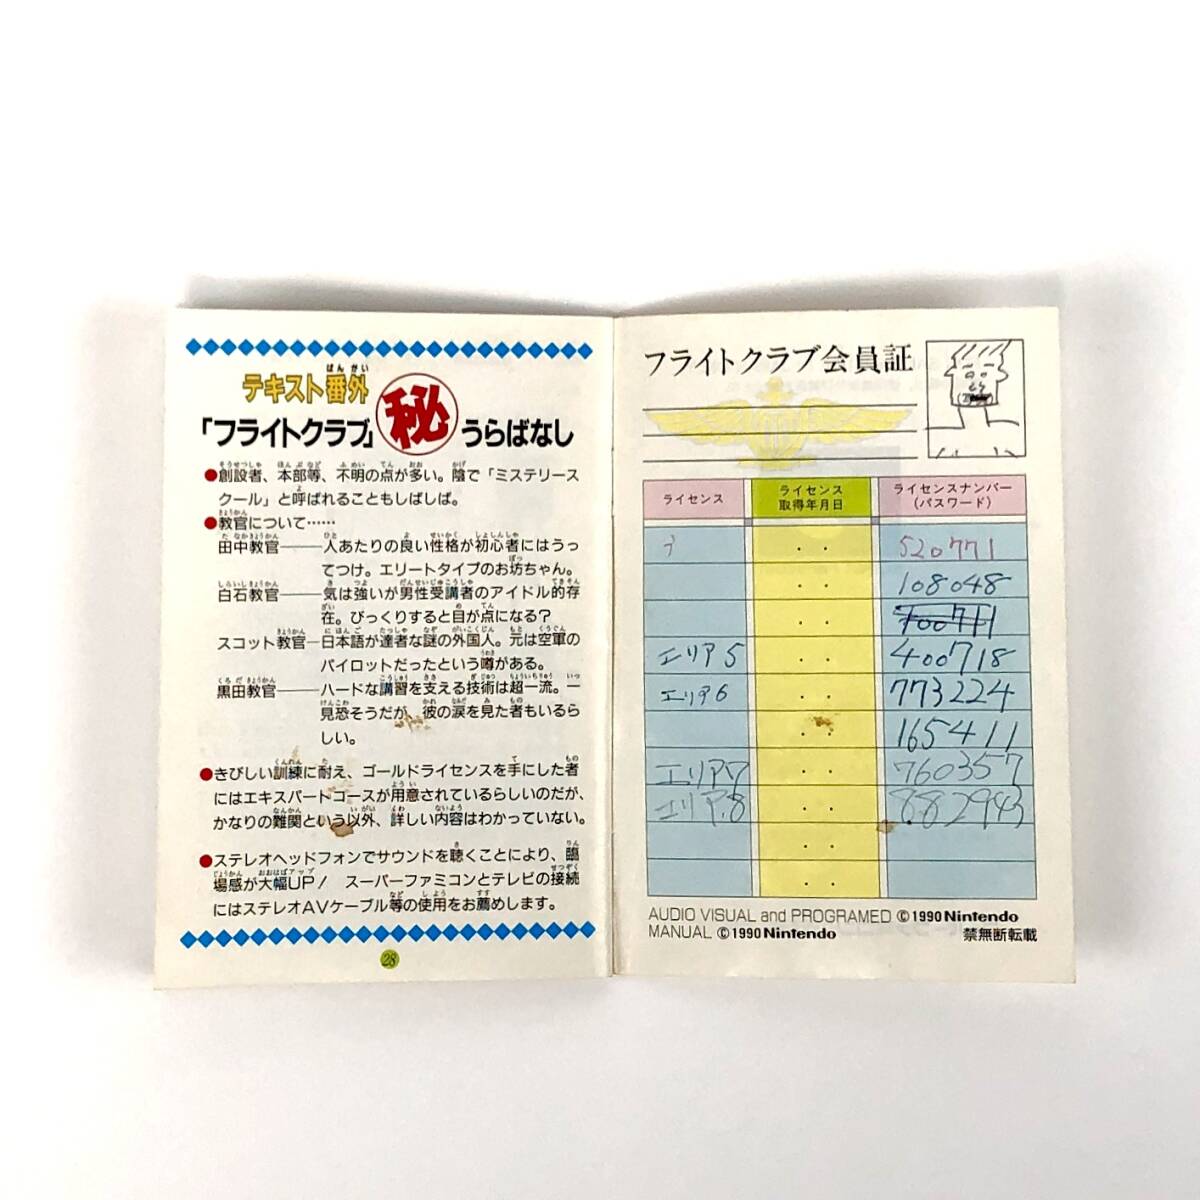 テキスト番外
「フライトクラブ」㊙うらばなし
●創設者、本部等、不明の点が多い。陰で「ミステリース
クール」と呼ばれることもしばしば。
●教官について……
田中教官――人あたりの良い性格が初心者にはうっ
てつけ。エリートタイプのお坊ちゃん。
白石教官――気は強いが男性受講者のアイドル的存
在。びっくりすると目が点になる？
スコット教官―日本語が達者な謎の外国人。元は空軍の
パイロットだったという噂がある。
黒田教官――ハードな講習を支える技術は超一流。一
見恐そうだが、彼の涙を見た者もいるら
しい。
●きびしい訓練に耐え、ゴールドライセンスを手にした者
にはエキスパートコースが用意されているらしいのだが、
かなりの難関という以外、詳しい内容はわかっていない。
●ステレオヘッドフォンでサウンドを聴くことにより、臨
場感が大幅UP！ スーパーファミコンとテレビの接続
にはステレオAVケーブル等の使用をお薦めします。
28
フライトクラブ会員証
ライセンス
ライセンス
取得年月日
ライセンスナンバー
（パスワード）
520771
108048
400711
エリア5 400718
エリア6 773224
165411
エリア7 760357
エリア.8 882943
AUDIO VISUAL and PROGRAMED ©1990 Nintendo
MANUAL ©1990 Nintendo 禁無断転載